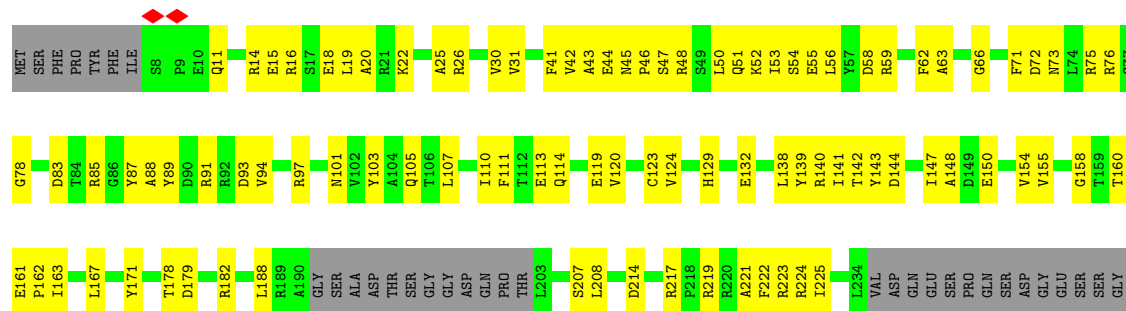 MET SER PHE PRO TYR PHE ILE S8 P9 E10 Q11 R14 E15 R16 S17 E18 L19 A20 R21 K22 A25 R26 V30 V31 F41 V42 A43 E44 N45 P46 S47 R48 S49 L50 Q51 K52 I53 S54 E55 L56 Y57 D58 R59 F62 A63 G66 F71 D72 N73 L74 R75 R76
G78 D83 T84 R85 G86 Y87 A88 Y89 D90 R91 R92 D93 V94 R97 N101 V102 Y103 A104 Q105 T106 L107 I110 F111 T112 E113 Q114 E119 V120 C123 V124 H129 E132 L138 Y139 R140 I141 T142 Y143 D144 I147 A148 D149 E150 V154 V155 G158 T159 T160
E161 P162 I163 L167 Y171 T178 D179 R182 L188 R189 A190 GLY SER ALA ASP THR SER GLY GLY ASP GLN PRO THR L203 S207 L208 D214 R217 P218 R219 R220 A221 F222 R223 R224 I225 L234 VAL ASP GLN GLU SER PRO GLN SER ASP GLY GLU SER SER GLY